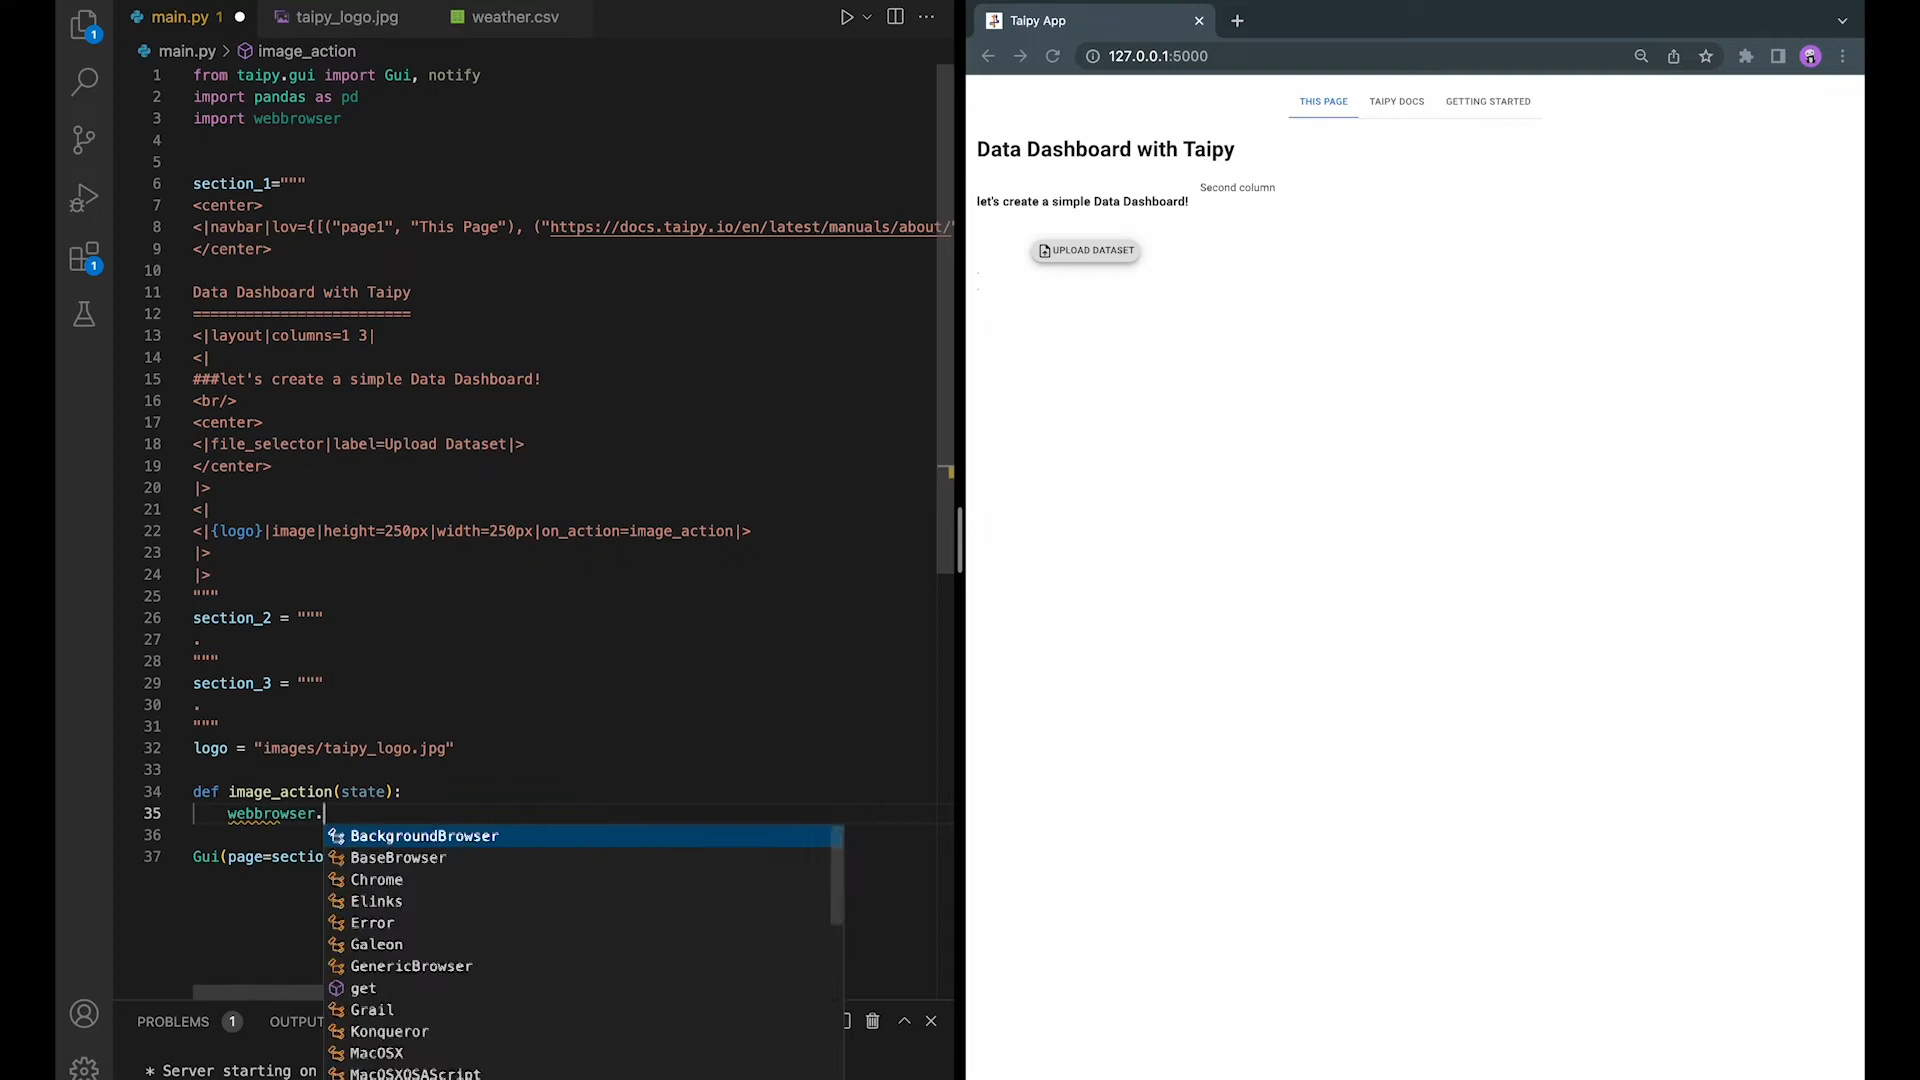 main.py 1
taipy_logo.jpg
weather.csv
main.py > image_action
1 from taipy.gui import Gui, notify
2 import pandas as pd
3 import webbrowser
4
5
6 section_1="""
7 <center>
8 <|navbar|lov={[("page1", "This Page"), ("https://docs.taipy.io/en/latest/manuals/about/"
9 </center>
10
11 Data Dashboard with Taipy
12 =========================
13 <|layout|columns=1 3|
14 <|
15 ###let's create a simple Data Dashboard!
16 <br/>
17 <center>
18 <|file_selector|label=Upload Dataset|>
19 </center>
20 |>
21 <|
22 <|{logo}|image|height=250px|width=250px|on_action=image_action|>
23 |>
24 |>
25 """
26 section_2 = """
27 .
28 """
29 section_3 = """
30 .
31 """
32 logo = "images/taipy_logo.jpg"
33
34 def image_action(state):
35 webbrowser.
36
37 Gui(page=sectio
BackgroundBrowser
BaseBrowser
Chrome
Elinks
Error
Galeon
GenericBrowser
get
Grail
Konqueror
MacOSX
MacOSXOSAScript
PROBLEMS 1 OUTPUT
* Server starting on
1
1
Taipy App
127.0.0.1:5000
THIS PAGE TAIPY DOCS GETTING STARTED
Data Dashboard with Taipy
Second column
let's create a simple Data Dashboard!
UPLOAD DATASET
.
.